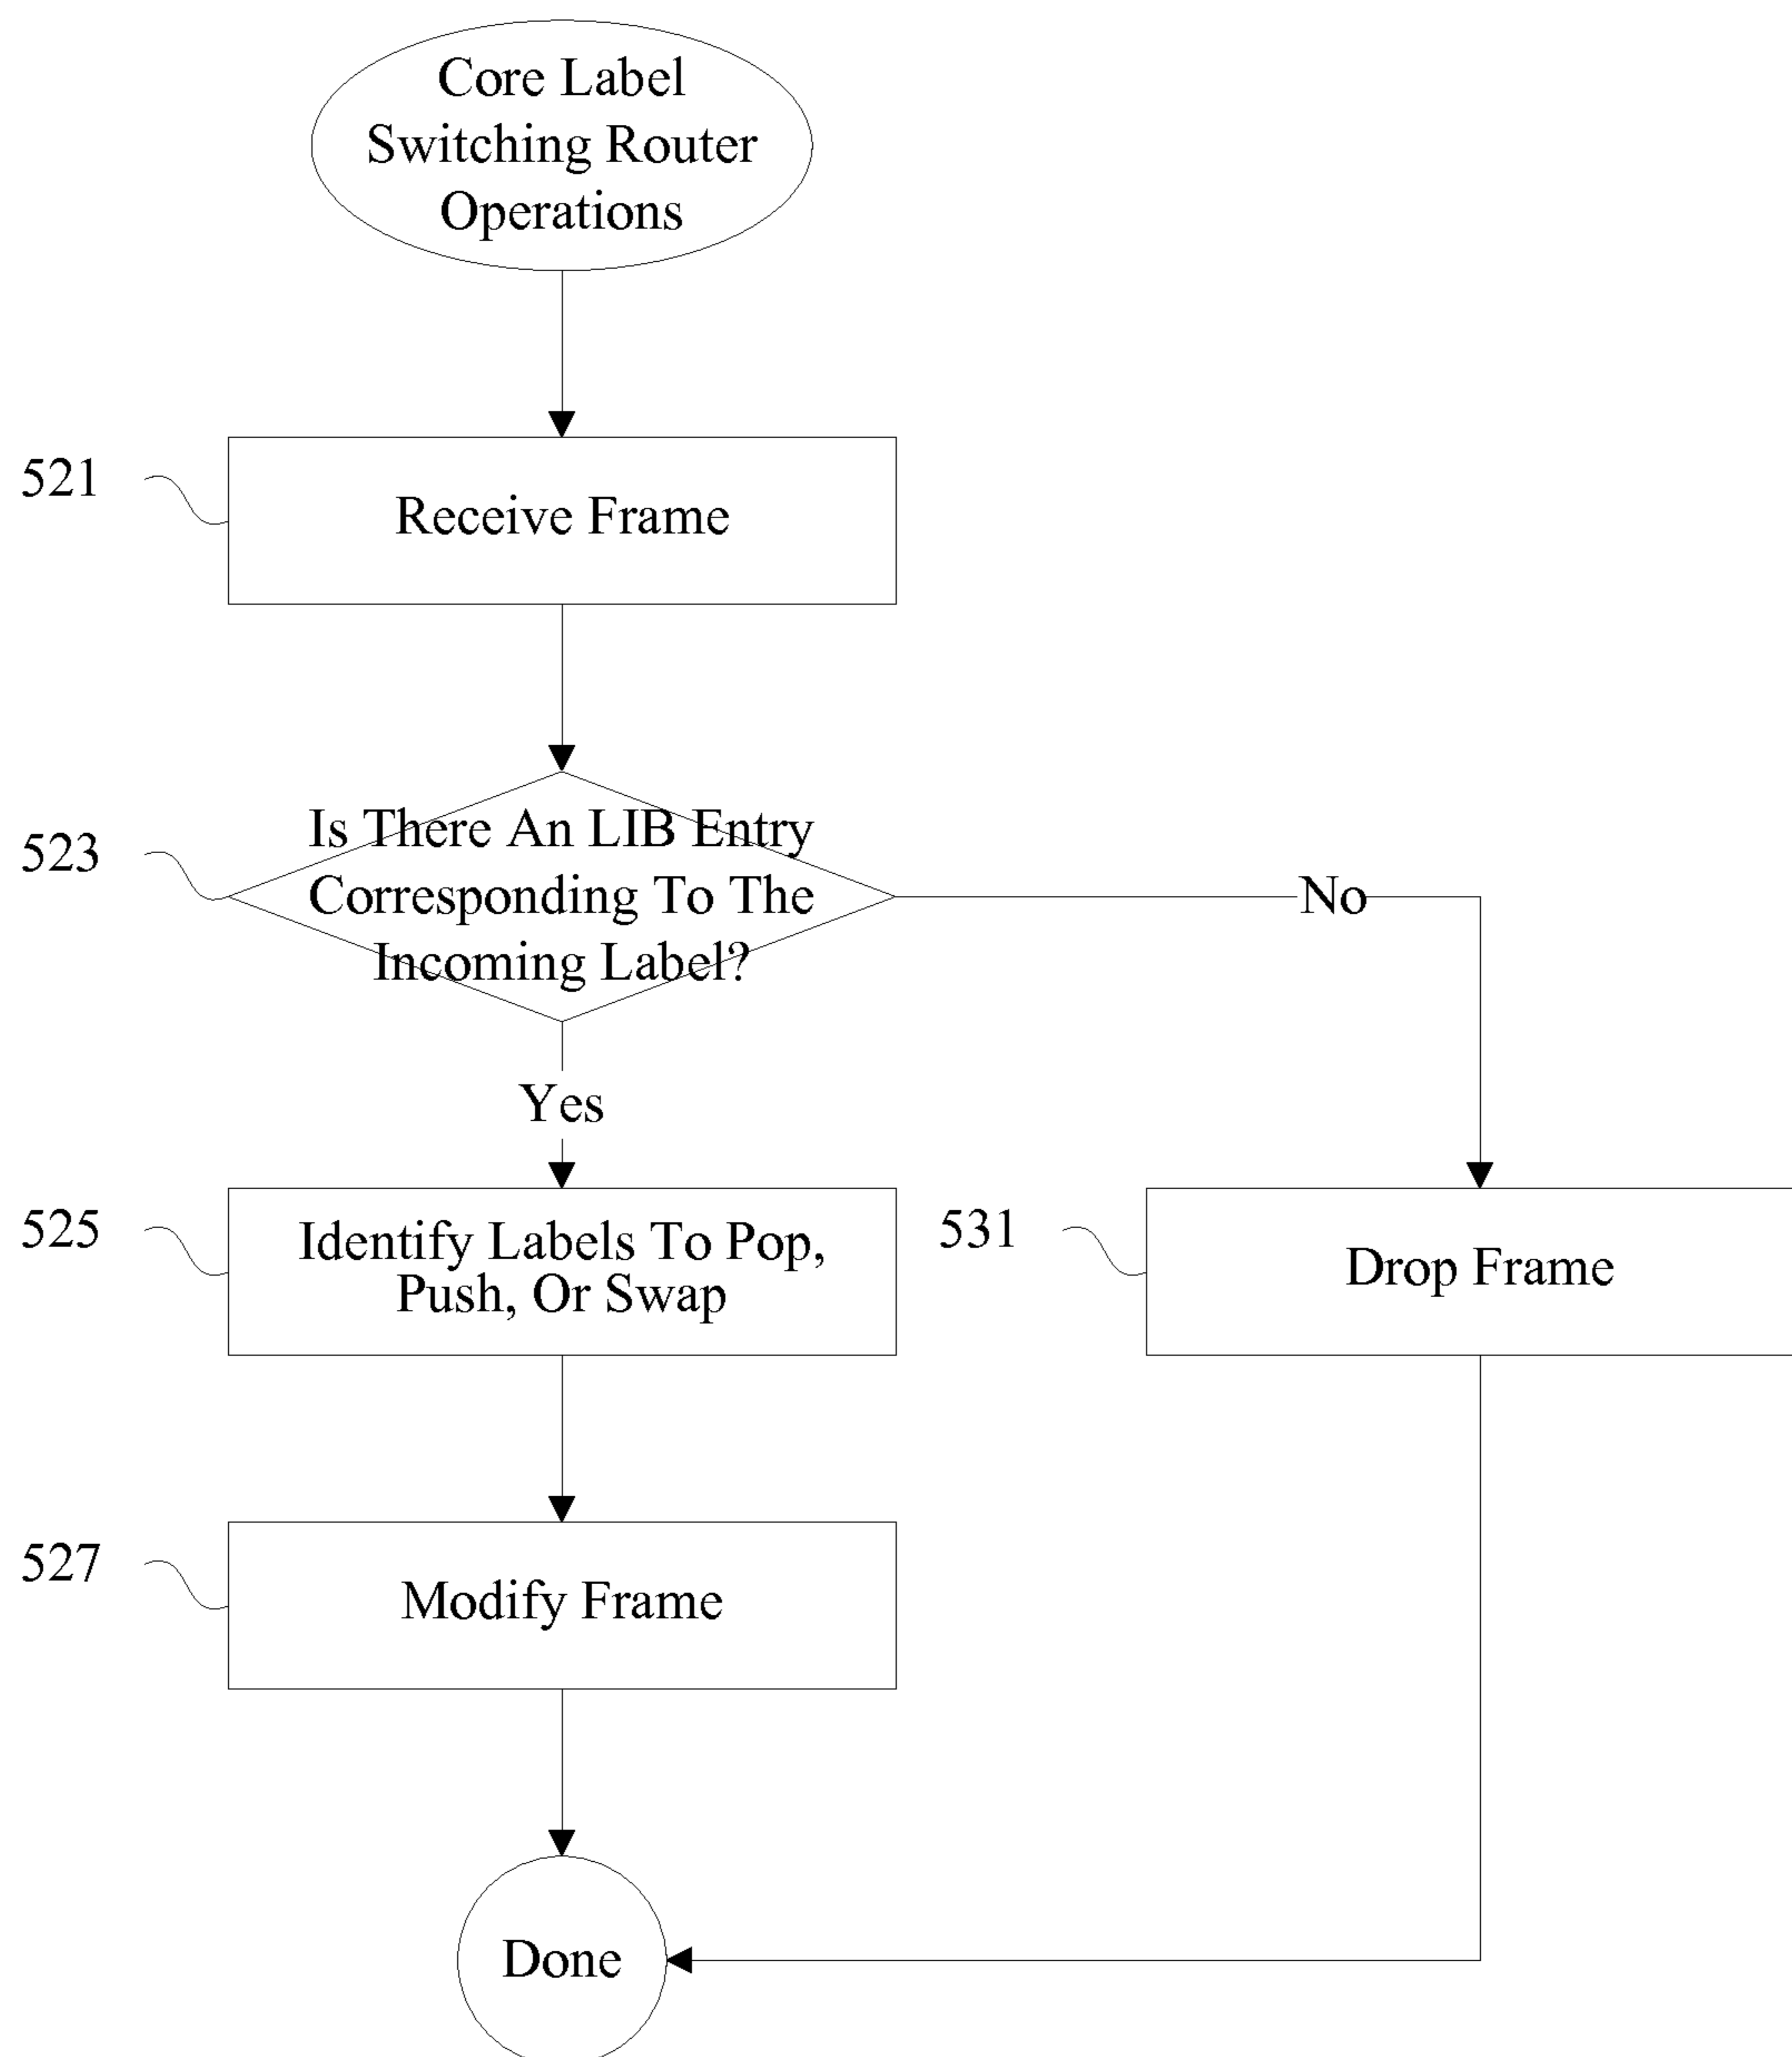 Core Label
Switching Router
Operations
521
Receive Frame
523
Is There An LIB Entry
Corresponding To The
Incoming Label?
No
Yes
525
Identify Labels To Pop,
Push, Or Swap
531
Drop Frame
527
Modify Frame
Done